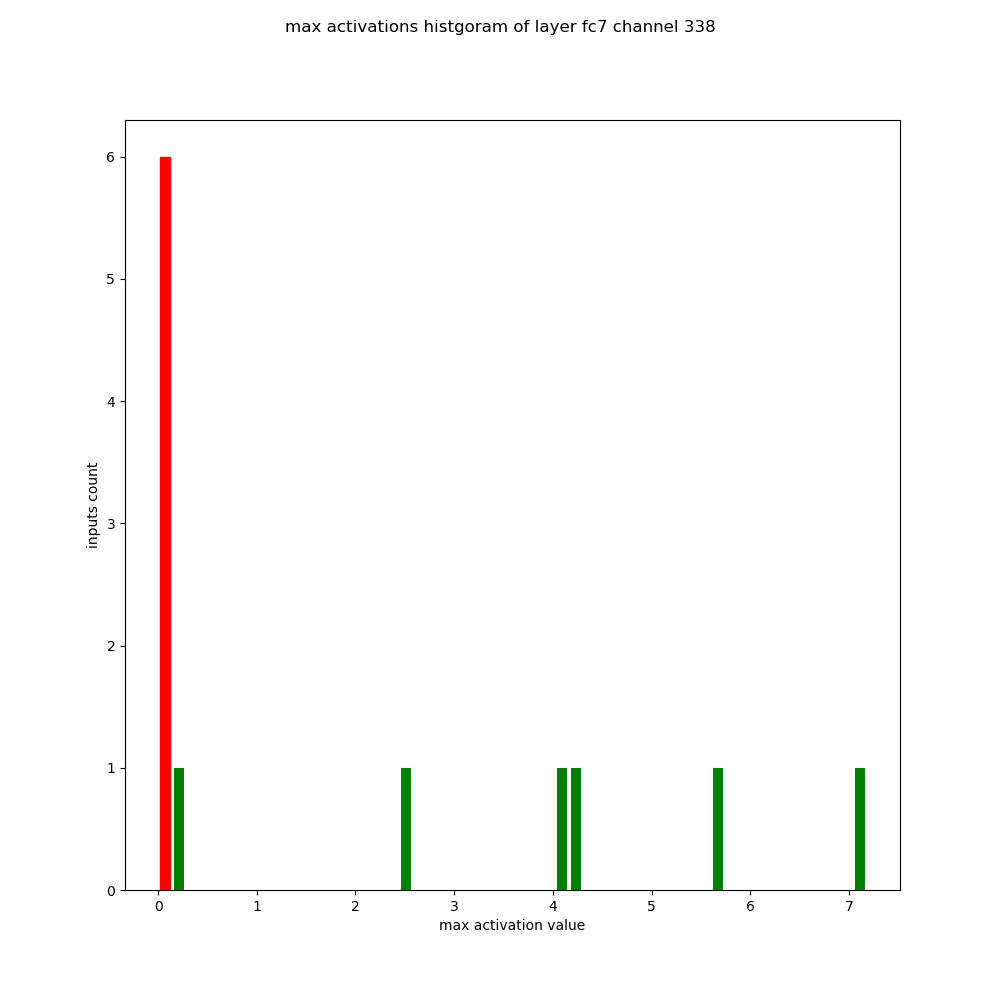 max activations histgoram of layer fc7 channel 338
6
5
4
3
2
1
0
inputs count
0 1 2 3 4 5 6 7
max activation value